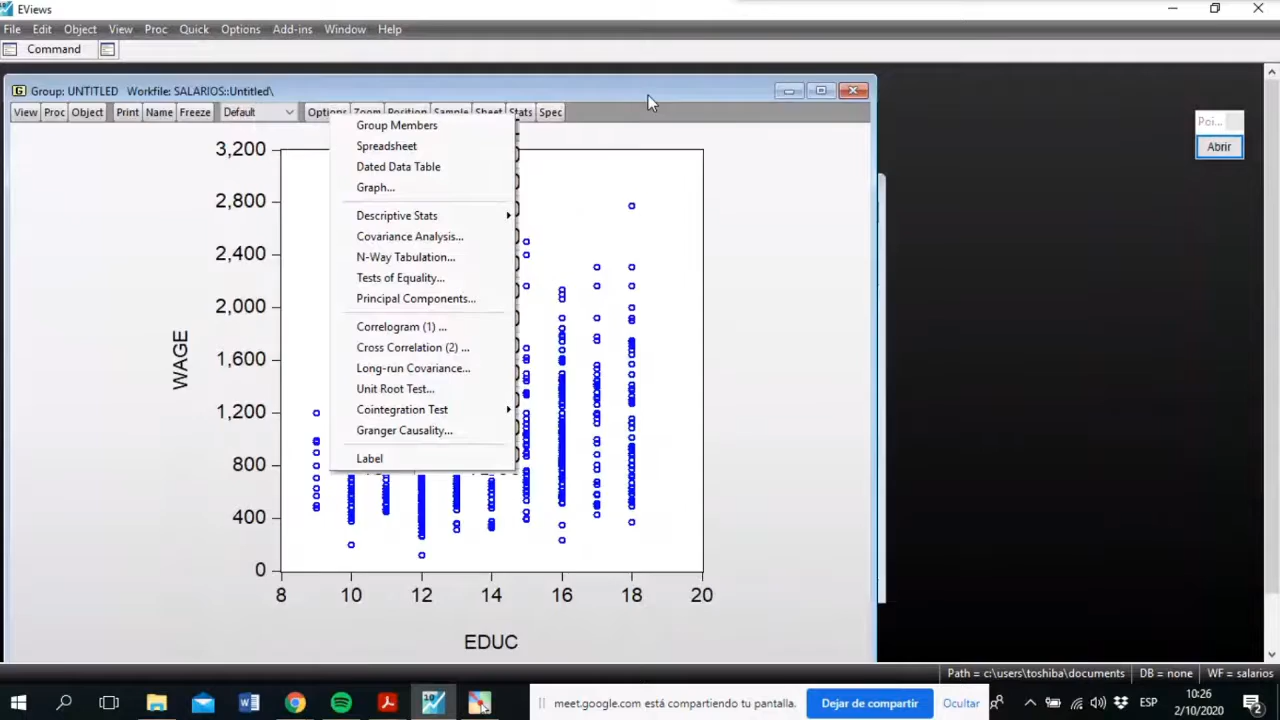 EViews
File Edit Object View Proc Quick Options Add-ins Window Help
Command
Group: UNTITLED Workfile: SALARIOS::Untitled\
View Proc Object Print Name Freeze Default Options Zoom Position Sample Sheet Stats Spec
Group Members
Spreadsheet
Dated Data Table
Graph...
Descriptive Stats
Covariance Analysis...
N-Way Tabulation...
Tests of Equality...
Principal Components...
Correlogram (1) ...
Cross Correlation (2) ...
Long-run Covariance...
Unit Root Test...
Cointegration Test
Granger Causality...
Label
3,200
2,800
2,400
2,000
1,600
1,200
800
400
0
WAGE
8 10 12 14 16 18 20
EDUC
Poi...
Abrir
Path = c:\users\toshiba\documents DB = none WF = salarios
meet.google.com está compartiendo tu pantalla. Dejar de compartir Ocultar
ESP
10:26
2/10/2020
2